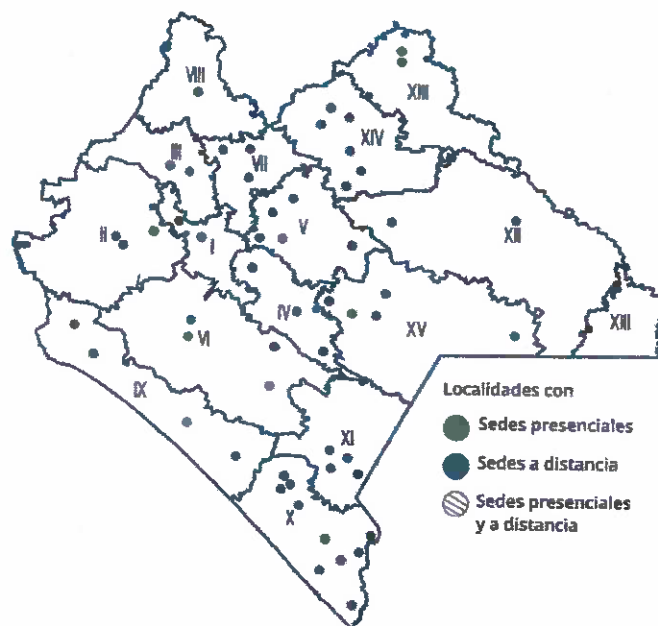 VIII
XIII
XIV
III
VII
V
II
I
XII
IV
VI
XV
XIII
IX
XI
X
Localidades con
Sedes presenciales
Sedes a distancia
Sedes presenciales
y a distancia